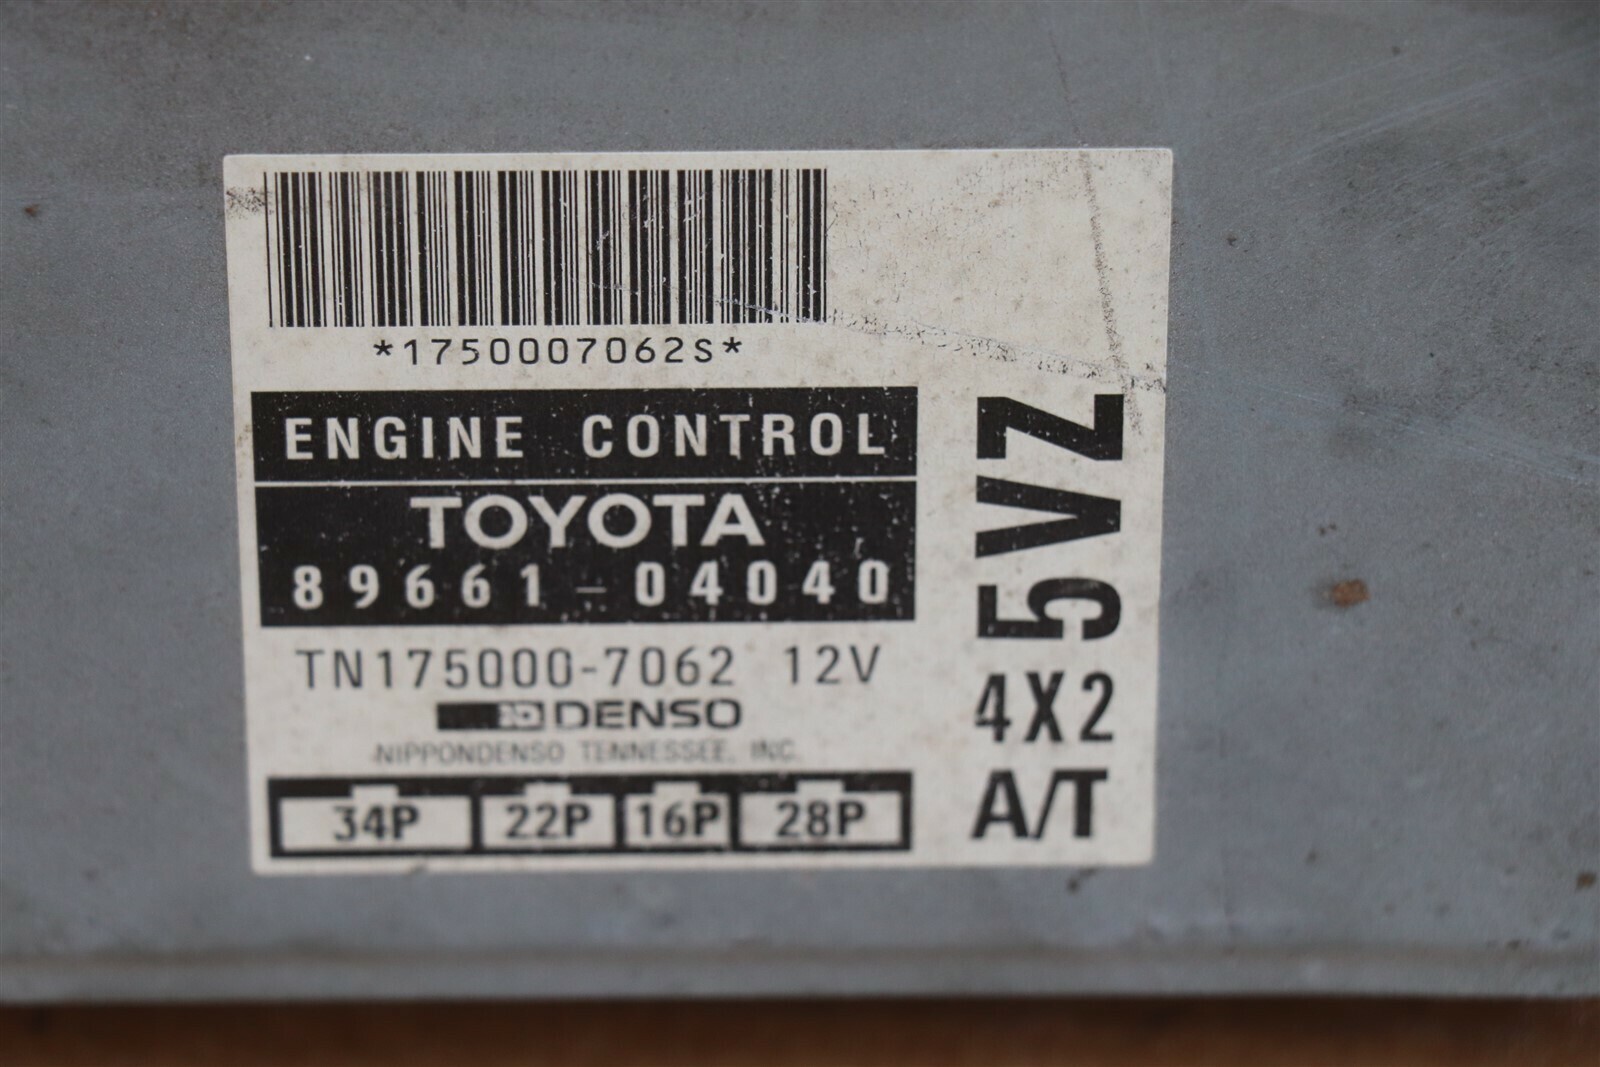 *1750007062S*
ENGINE CONTROL
TOYOTA
89661-04040
TN175000-7062 12V
DENSO
NIPPONDENSO TENNESSEE, INC.
34P 22P 16P 28P
5VZ
4X2
A/T